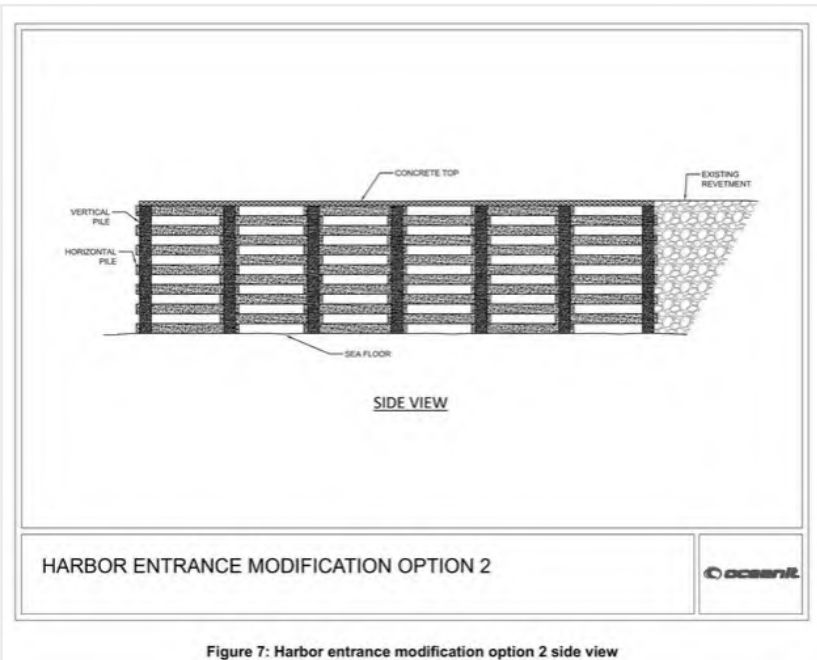 CONCRETE TOP
EXISTING
REVETMENT
VERTICAL
PILE
HORIZONTAL
PILE
SEA FLOOR
SIDE VIEW
HARBOR ENTRANCE MODIFICATION OPTION 2
oceanit
Figure 7: Harbor entrance modification option 2 side view